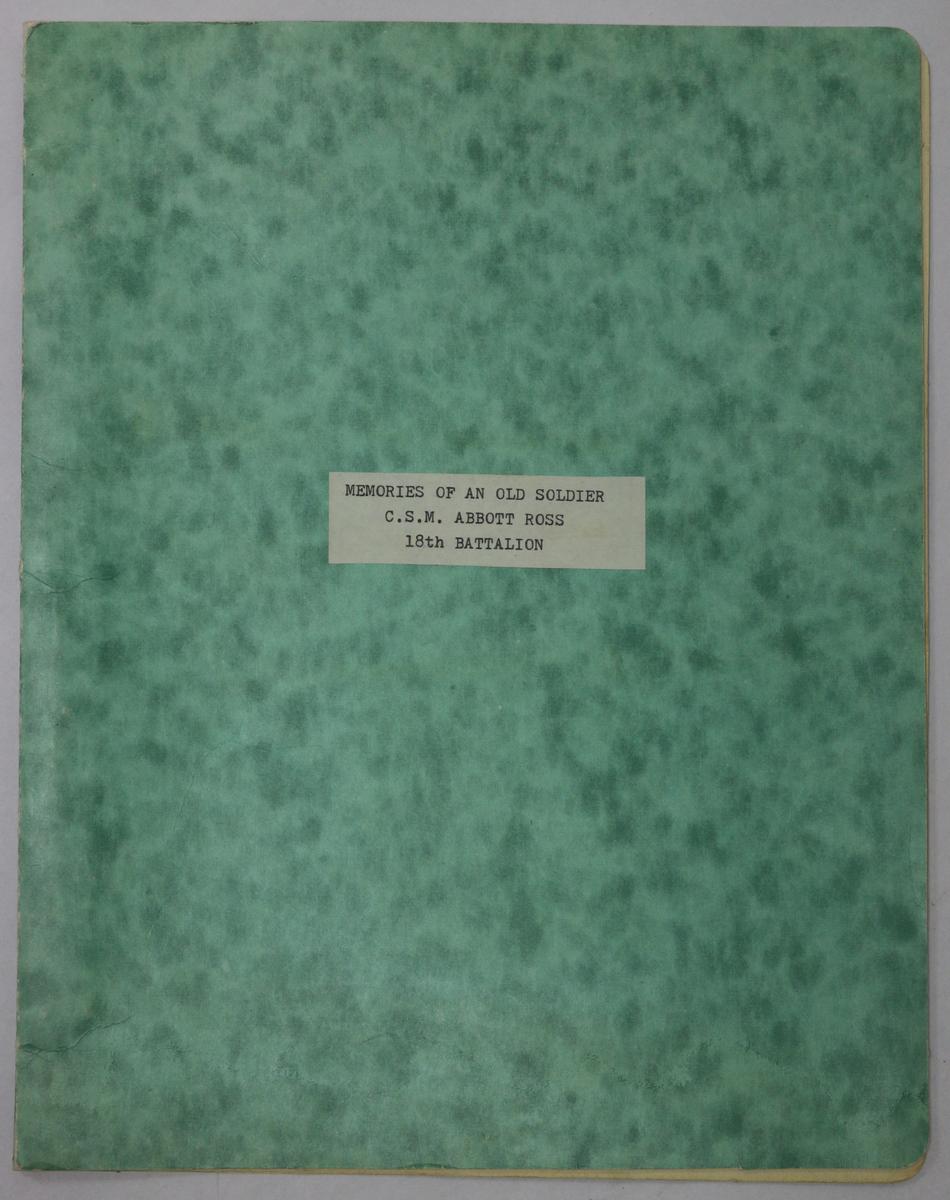 MEMORIES OF AN OLD SOLDIER
C.S.M. ABBOTT ROSS
18th BATTALION